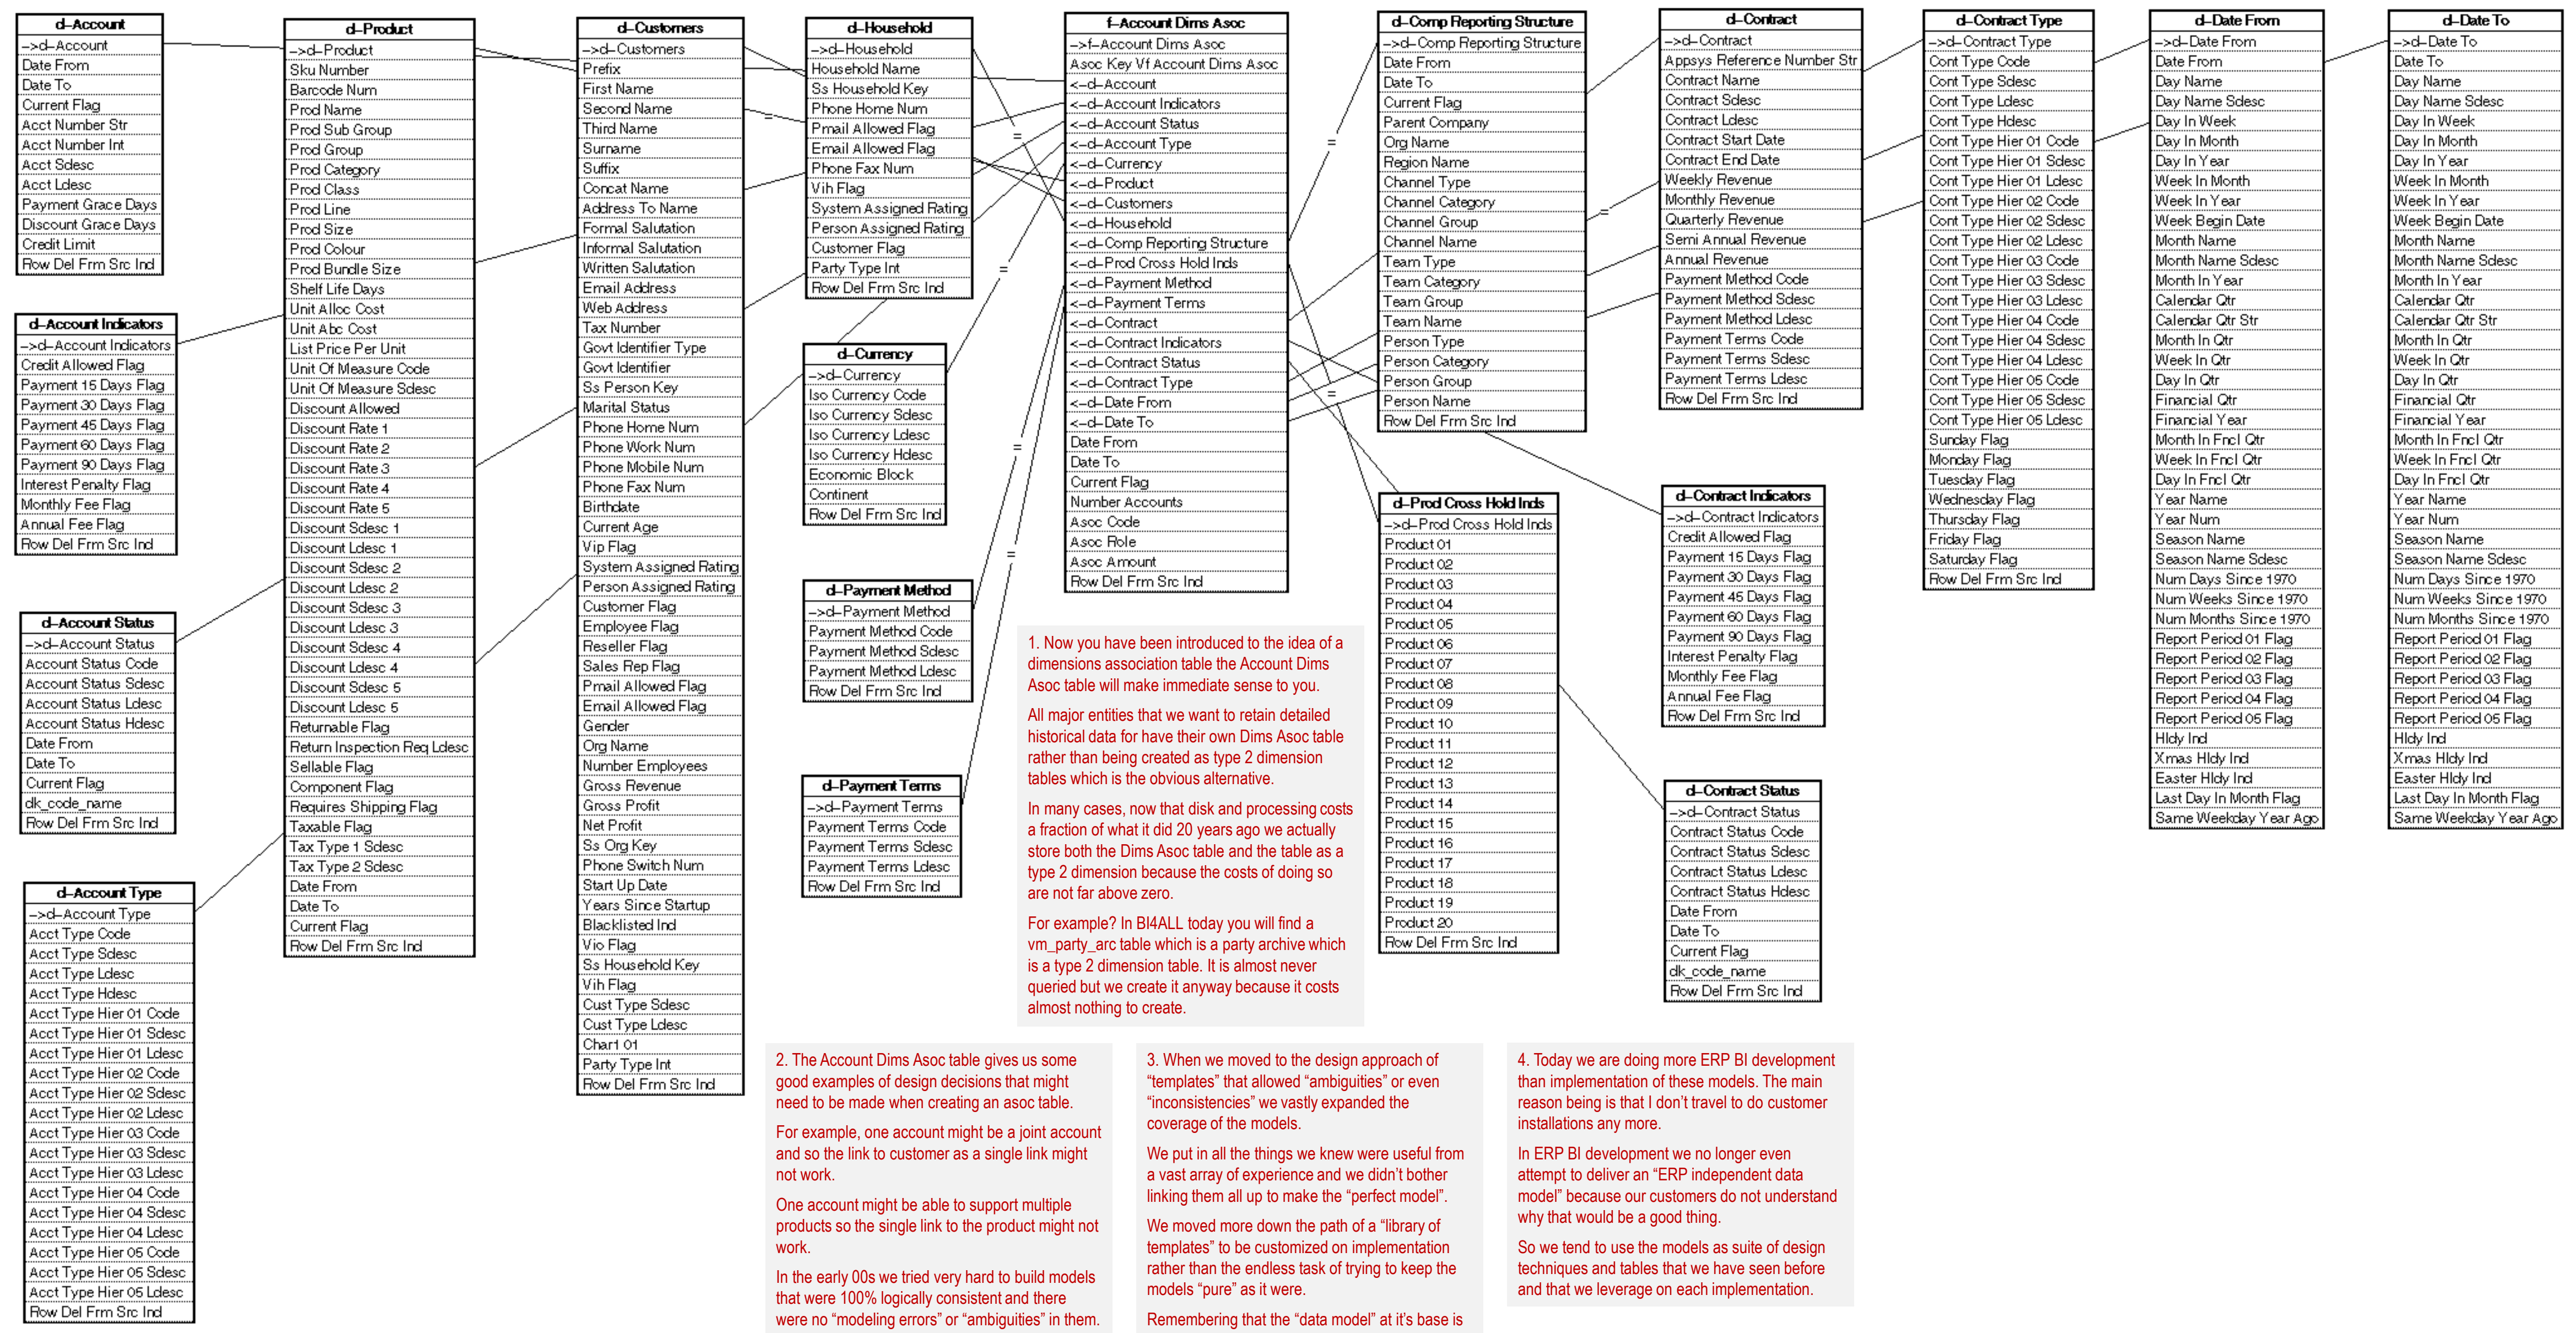 d–Account
–>d–Account
Date From
Date To
Current Flag
Acct Number Str
Acct Number Int
Acct Sdesc
Acct Ldesc
Payment Grace Days
Discount Grace Days
Credit Limit
Row Del Frm Src Ind
d–Account Indicators
–>d–Account Indicators
Credit Allowed Flag
Payment 15 Days Flag
Payment 30 Days Flag
Payment 45 Days Flag
Payment 60 Days Flag
Payment 90 Days Flag
Interest Penalty Flag
Monthly Fee Flag
Annual Fee Flag
Row Del Frm Src Ind
d–Account Status
–>d–Account Status
Account Status Code
Account Status Sdesc
Account Status Ldesc
Account Status Hdesc
Date From
Date To
Current Flag
dk_code_name
Row Del Frm Src Ind
d–Account Type
–>d–Account Type
Acct Type Code
Acct Type Sdesc
Acct Type Ldesc
Acct Type Hdesc
Acct Type Hier 01 Code
Acct Type Hier 01 Sdesc
Acct Type Hier 01 Ldesc
Acct Type Hier 02 Code
Acct Type Hier 02 Sdesc
Acct Type Hier 02 Ldesc
Acct Type Hier 03 Code
Acct Type Hier 03 Sdesc
Acct Type Hier 03 Ldesc
Acct Type Hier 04 Code
Acct Type Hier 04 Sdesc
Acct Type Hier 04 Ldesc
Acct Type Hier 05 Code
Acct Type Hier 05 Sdesc
Acct Type Hier 05 Ldesc
Row Del Frm Src Ind
d–Product
–>d–Product
Sku Number
Barcode Num
Prod Name
Prod Sub Group
Prod Group
Prod Category
Prod Class
Prod Line
Prod Size
Prod Colour
Prod Bundle Size
Shelf Life Days
Unit Alloc Cost
Unit Abc Cost
List Price Per Unit
Unit Of Measure Code
Unit Of Measure Sdesc
Discount Allowed
Discount Rate 1
Discount Rate 2
Discount Rate 3
Discount Rate 4
Discount Rate 5
Discount Sdesc 1
Discount Ldesc 1
Discount Sdesc 2
Discount Ldesc 2
Discount Sdesc 3
Discount Ldesc 3
Discount Sdesc 4
Discount Ldesc 4
Discount Sdesc 5
Discount Ldesc 5
Returnable Flag
Return Inspection Req Ldesc
Sellable Flag
Component Flag
Requires Shipping Flag
Taxable Flag
Tax Type 1 Sdesc
Tax Type 2 Sdesc
Date From
Date To
Current Flag
Row Del Frm Src Ind
d–Customers
–>d–Customers
Prefix
First Name
Second Name
Third Name
Surname
Suffix
Concat Name
Address To Name
Formal Salutation
Informal Salutation
Written Salutation
Email Address
Web Address
Tax Number
Govt Identifier Type
Govt Identifier
Ss Person Key
Marital Status
Phone Home Num
Phone Work Num
Phone Mobile Num
Phone Fax Num
Birthdate
Current Age
Vip Flag
System Assigned Rating
Person Assigned Rating
Customer Flag
Employee Flag
Reseller Flag
Sales Rep Flag
Pmail Allowed Flag
Email Allowed Flag
Gender
Org Name
Number Employees
Gross Revenue
Gross Profit
Net Profit
Ss Org Key
Phone Switch Num
Start Up Date
Years Since Startup
Blacklisted Ind
Vio Flag
Ss Household Key
Vih Flag
Cust Type Sdesc
Cust Type Ldesc
Char1 01
Party Type Int
Row Del Frm Src Ind
d–Household
–>d–Household
Household Name
Ss Household Key
Phone Home Num
Pmail Allowed Flag
Email Allowed Flag
Phone Fax Num
Vih Flag
System Assigned Rating
Person Assigned Rating
Customer Flag
Party Type Int
Row Del Frm Src Ind
d–Currency
–>d–Currency
Iso Currency Code
Iso Currency Sdesc
Iso Currency Ldesc
Iso Currency Hdesc
Economic Block
Continent
Row Del Frm Src Ind
d–Payment Method
–>d–Payment Method
Payment Method Code
Payment Method Sdesc
Payment Method Ldesc
Row Del Frm Src Ind
d–Payment Terms
–>d–Payment Terms
Payment Terms Code
Payment Terms Sdesc
Payment Terms Ldesc
Row Del Frm Src Ind
f–Account Dims Asoc
–>f–Account Dims Asoc
Asoc Key Vf Account Dims Asoc
<–d–Account
<–d–Account Indicators
<–d–Account Status
<–d–Account Type
<–d–Currency
<–d–Product
<–d–Customers
<–d–Household
<–d–Comp Reporting Structure
<–d–Prod Cross Hold Inds
<–d–Payment Method
<–d–Payment Terms
<–d–Contract
<–d–Contract Indicators
<–d–Contract Status
<–d–Contract Type
<–d–Date From
<–d–Date To
Date From
Date To
Current Flag
Number Accounts
Asoc Code
Asoc Role
Asoc Amount
Row Del Frm Src Ind
d–Comp Reporting Structure
–>d–Comp Reporting Structure
Date From
Date To
Current Flag
Parent Company
Org Name
Region Name
Channel Type
Channel Category
Channel Group
Channel Name
Team Type
Team Category
Team Group
Team Name
Person Type
Person Category
Person Group
Person Name
Row Del Frm Src Ind
d–Prod Cross Hold Inds
–>d–Prod Cross Hold Inds
Product 01
Product 02
Product 03
Product 04
Product 05
Product 06
Product 07
Product 08
Product 09
Product 10
Product 11
Product 12
Product 13
Product 14
Product 15
Product 16
Product 17
Product 18
Product 19
Product 20
Row Del Frm Src Ind
d–Contract
–>d–Contract
Appsys Reference Number Str
Contract Name
Contract Sdesc
Contract Ldesc
Contract Start Date
Contract End Date
Weekly Revenue
Monthly Revenue
Quarterly Revenue
Semi Annual Revenue
Annual Revenue
Payment Method Code
Payment Method Sdesc
Payment Method Ldesc
Payment Terms Code
Payment Terms Sdesc
Payment Terms Ldesc
Row Del Frm Src Ind
d–Contract Indicators
–>d–Contract Indicators
Credit Allowed Flag
Payment 15 Days Flag
Payment 30 Days Flag
Payment 45 Days Flag
Payment 60 Days Flag
Payment 90 Days Flag
Interest Penalty Flag
Monthly Fee Flag
Annual Fee Flag
Row Del Frm Src Ind
d–Contract Status
–>d–Contract Status
Contract Status Code
Contract Status Sdesc
Contract Status Ldesc
Contract Status Hdesc
Date From
Date To
Current Flag
dk_code_name
Row Del Frm Src Ind
d–Contract Type
–>d–Contract Type
Cont Type Code
Cont Type Sdesc
Cont Type Ldesc
Cont Type Hdesc
Cont Type Hier 01 Code
Cont Type Hier 01 Sdesc
Cont Type Hier 01 Ldesc
Cont Type Hier 02 Code
Cont Type Hier 02 Sdesc
Cont Type Hier 02 Ldesc
Cont Type Hier 03 Code
Cont Type Hier 03 Sdesc
Cont Type Hier 03 Ldesc
Cont Type Hier 04 Code
Cont Type Hier 04 Sdesc
Cont Type Hier 04 Ldesc
Cont Type Hier 05 Code
Cont Type Hier 05 Sdesc
Cont Type Hier 05 Ldesc
Sunday Flag
Monday Flag
Tuesday Flag
Wednesday Flag
Thursday Flag
Friday Flag
Saturday Flag
Row Del Frm Src Ind
d–Date From
–>d–Date From
Date From
Day Name
Day Name Sdesc
Day In Week
Day In Month
Day In Year
Week In Month
Week In Year
Week Begin Date
Month Name
Month Name Sdesc
Month In Year
Calendar Qtr
Calendar Qtr Str
Month In Qtr
Week In Qtr
Day In Qtr
Financial Qtr
Financial Year
Month In Fncl Qtr
Week In Fncl Qtr
Day In Fncl Qtr
Year Name
Year Num
Season Name
Season Name Sdesc
Num Days Since 1970
Num Weeks Since 1970
Num Months Since 1970
Report Period 01 Flag
Report Period 02 Flag
Report Period 03 Flag
Report Period 04 Flag
Report Period 05 Flag
Hldy Ind
Xmas Hldy Ind
Easter Hldy Ind
Last Day In Month Flag
Same Weekday Year Ago
d–Date To
–>d–Date To
Date To
Day Name
Day Name Sdesc
Day In Week
Day In Month
Day In Year
Week In Month
Week In Year
Week Begin Date
Month Name
Month Name Sdesc
Month In Year
Calendar Qtr
Calendar Qtr Str
Month In Qtr
Week In Qtr
Day In Qtr
Financial Qtr
Financial Year
Month In Fncl Qtr
Week In Fncl Qtr
Day In Fncl Qtr
Year Name
Year Num
Season Name
Season Name Sdesc
Num Days Since 1970
Num Weeks Since 1970
Num Months Since 1970
Report Period 01 Flag
Report Period 02 Flag
Report Period 03 Flag
Report Period 04 Flag
Report Period 05 Flag
Hldy Ind
Xmas Hldy Ind
Easter Hldy Ind
Last Day In Month Flag
Same Weekday Year Ago
1. Now you have been introduced to the idea of a
dimensions association table the Account Dims
Asoc table will make immediate sense to you.
All major entities that we want to retain detailed
historical data for have their own Dims Asoc table
rather than being created as type 2 dimension
tables which is the obvious alternative.
In many cases, now that disk and processing costs
a fraction of what it did 20 years ago we actually
store both the Dims Asoc table and the table as a
type 2 dimension because the costs of doing so
are not far above zero.
For example? In BI4ALL today you will find a
vm_party_arc table which is a party archive which
is a type 2 dimension table. It is almost never
queried but we create it anyway because it costs
almost nothing to create.
2. The Account Dims Asoc table gives us some
good examples of design decisions that might
need to be made when creating an asoc table.
For example, one account might be a joint account
and so the link to customer as a single link might
not work.
One account might be able to support multiple
products so the single link to the product might not
work.
In the early 00s we tried very hard to build models
that were 100% logically consistent and there
were no “modeling errors” or “ambiguities” in them.
3. When we moved to the design approach of
“templates” that allowed “ambiguities” or even
“inconsistencies” we vastly expanded the
coverage of the models.
We put in all the things we knew were useful from
a vast array of experience and we didn’t bother
linking them all up to make the “perfect model”.
We moved more down the path of a “library of
templates” to be customized on implementation
rather than the endless task of trying to keep the
models “pure” as it were.
Remembering that the “data model” at it’s base is
4. Today we are doing more ERP BI development
than implementation of these models. The main
reason being is that I don’t travel to do customer
installations any more.
In ERP BI development we no longer even
attempt to deliver an “ERP independent data
model” because our customers do not understand
why that would be a good thing.
So we tend to use the models as suite of design
techniques and tables that we have seen before
and that we leverage on each implementation.